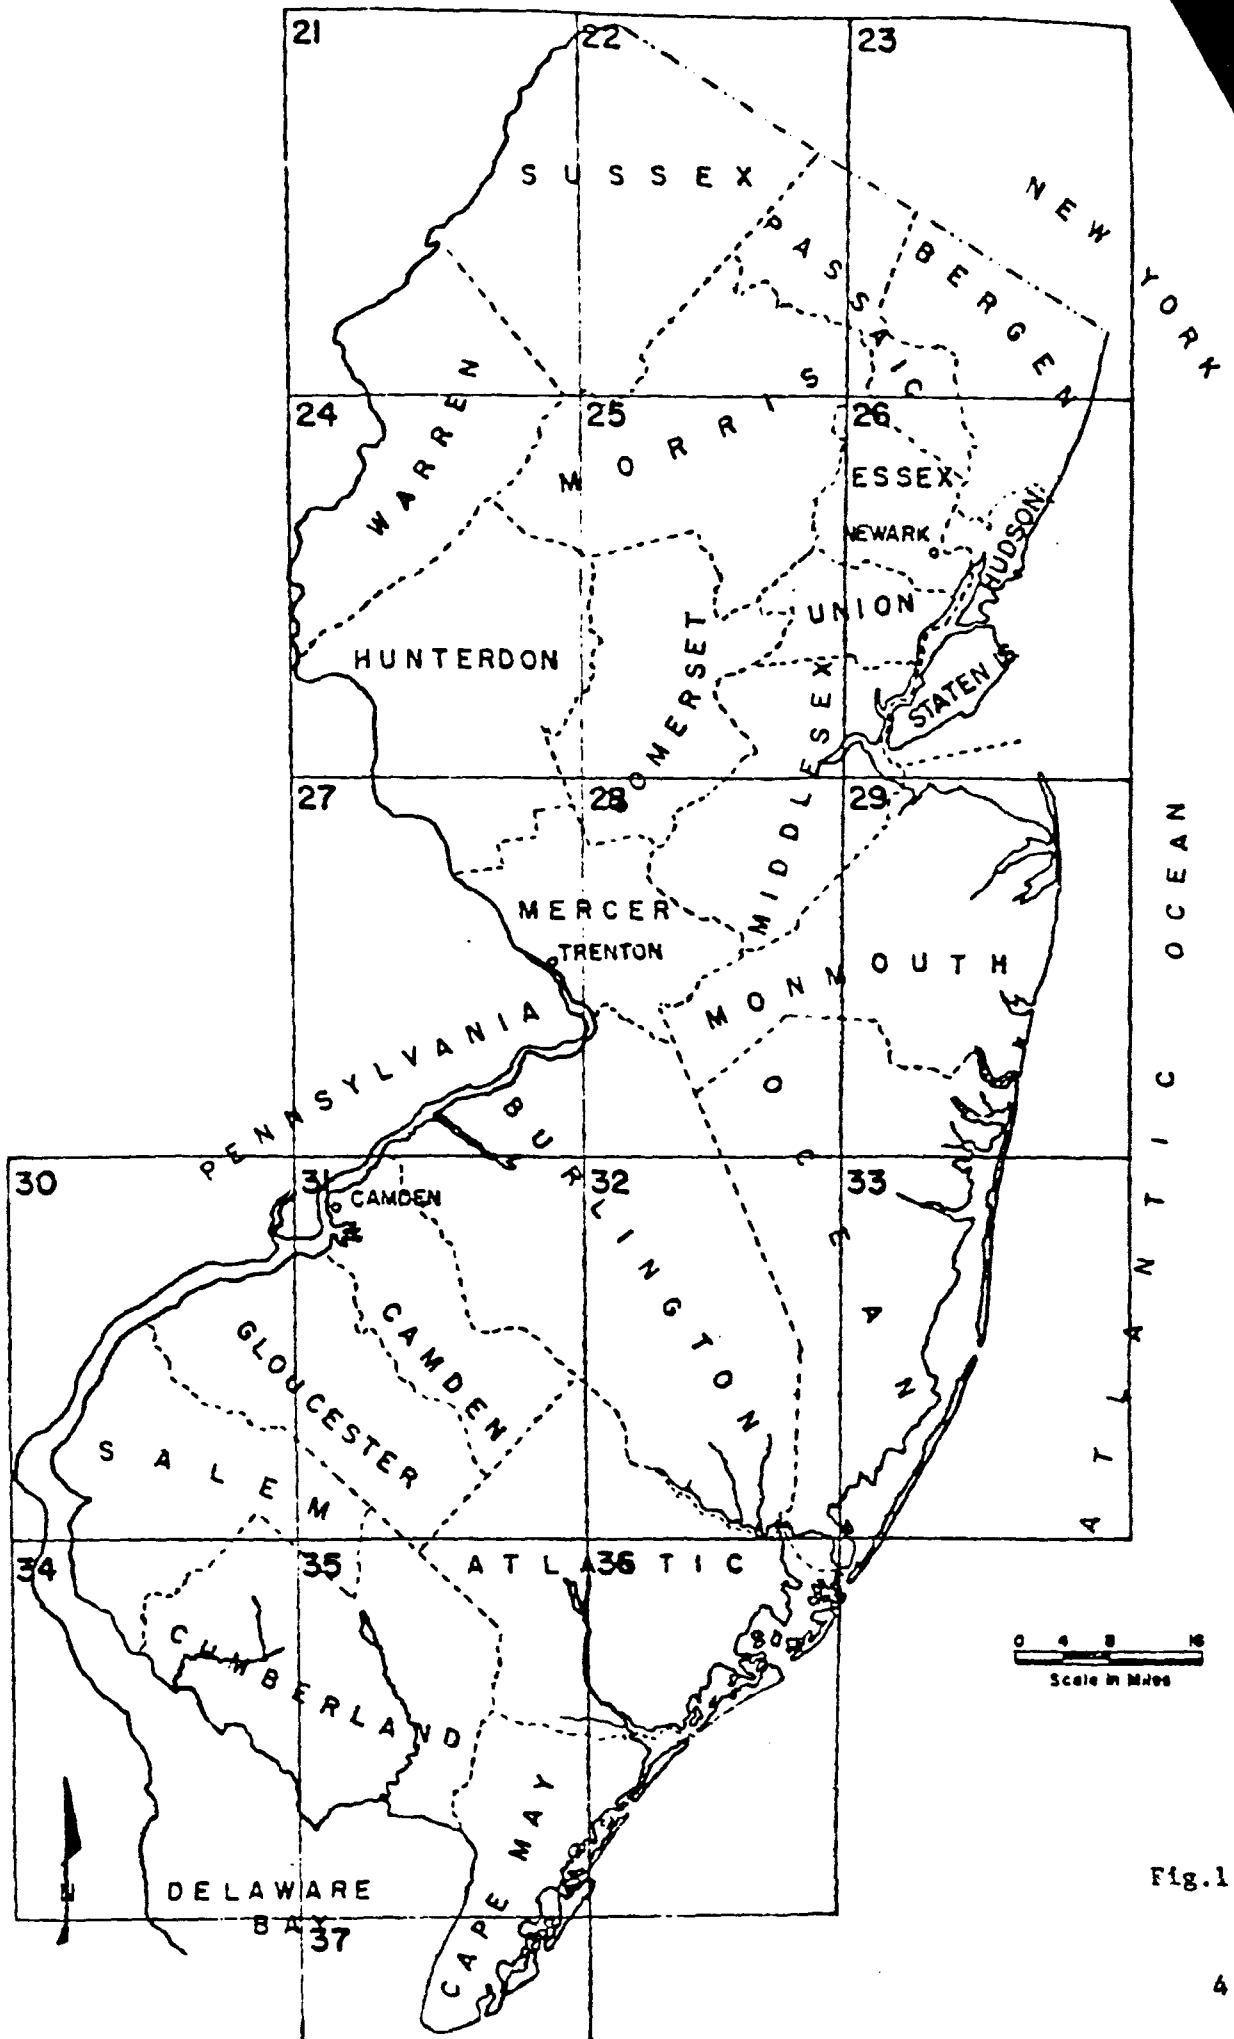 21
22
23
SUSSEX
NEW YORK
PASSAIC
BERGEN
24
25
26
WARREN
MORRIS
ESSEX
NEWARK
HUDSON
UNION
HUNTERDON
SOMERSET
STATEN IS
MIDDLESEX
27
28
29
MERCER
TRENTON
MONMOUTH
ATLANTIC OCEAN
PENNSYLVANIA
OCEAN
BURLINGTON
30
31
32
33
CAMDEN
CAMDEN
GLOUCESTER
SALEM
34
35
36
ATLANTIC
CUMBERLAND
0 4 8 16
Scale in Miles
CAPE MAY
N
DELAWARE
BAY
37
Fig.1
4